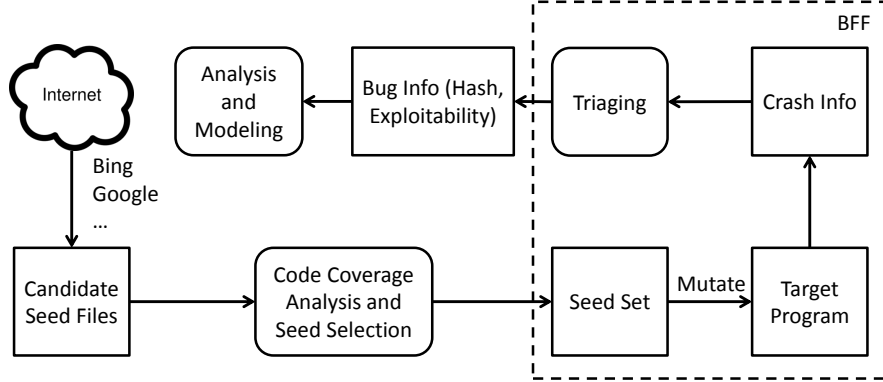 BFF
Internet
Analysis
and
Modeling
Bug Info (Hash,
Exploitability)
Triaging
Crash Info
Bing
Google
...
Candidate
Seed Files
Code Coverage
Analysis and
Seed Selection
Seed Set
Mutate
Target
Program